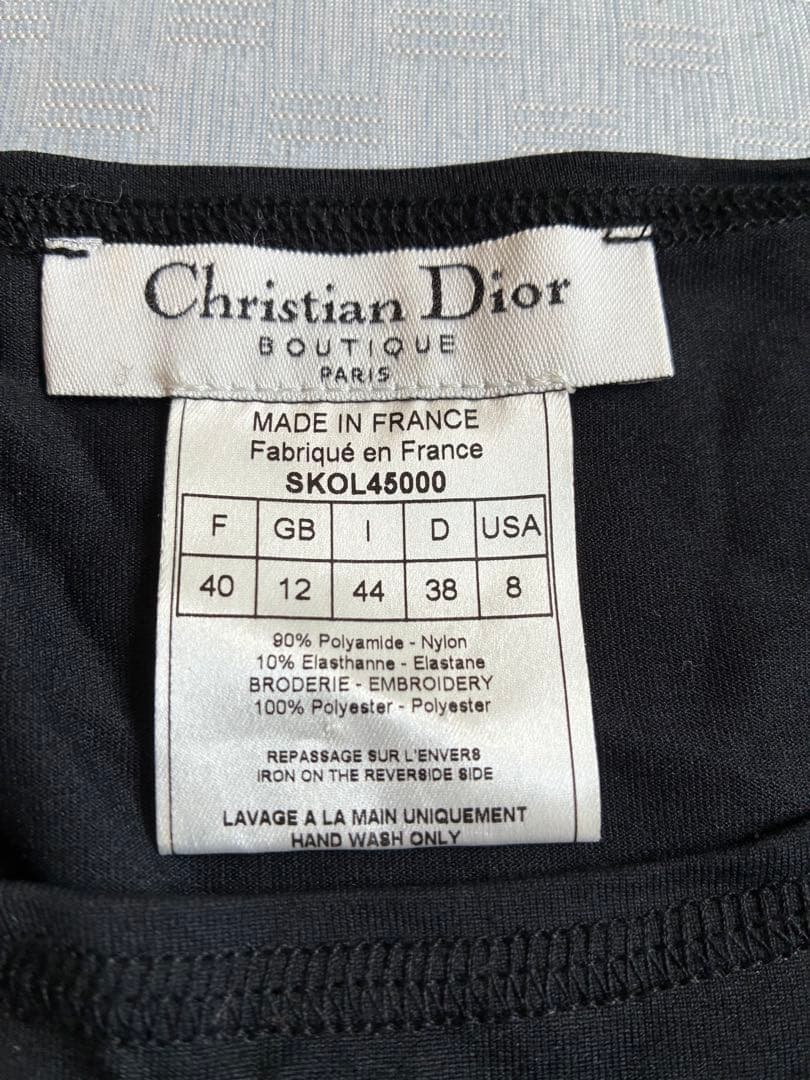 Christian Dior
BOUTIQUE
PARIS
MADE IN FRANCE
Fabriqué en France
SKOL45000
F GB I D USA
40 12 44 38 8
90% Polyamide - Nylon
10% Elasthanne - Elastane
BRODERIE - EMBROIDERY
100% Polyester - Polyester
REPASSAGE SUR L'ENVERS
IRON ON THE REVERSIDE SIDE
LAVAGE A LA MAIN UNIQUEMENT
HAND WASH ONLY